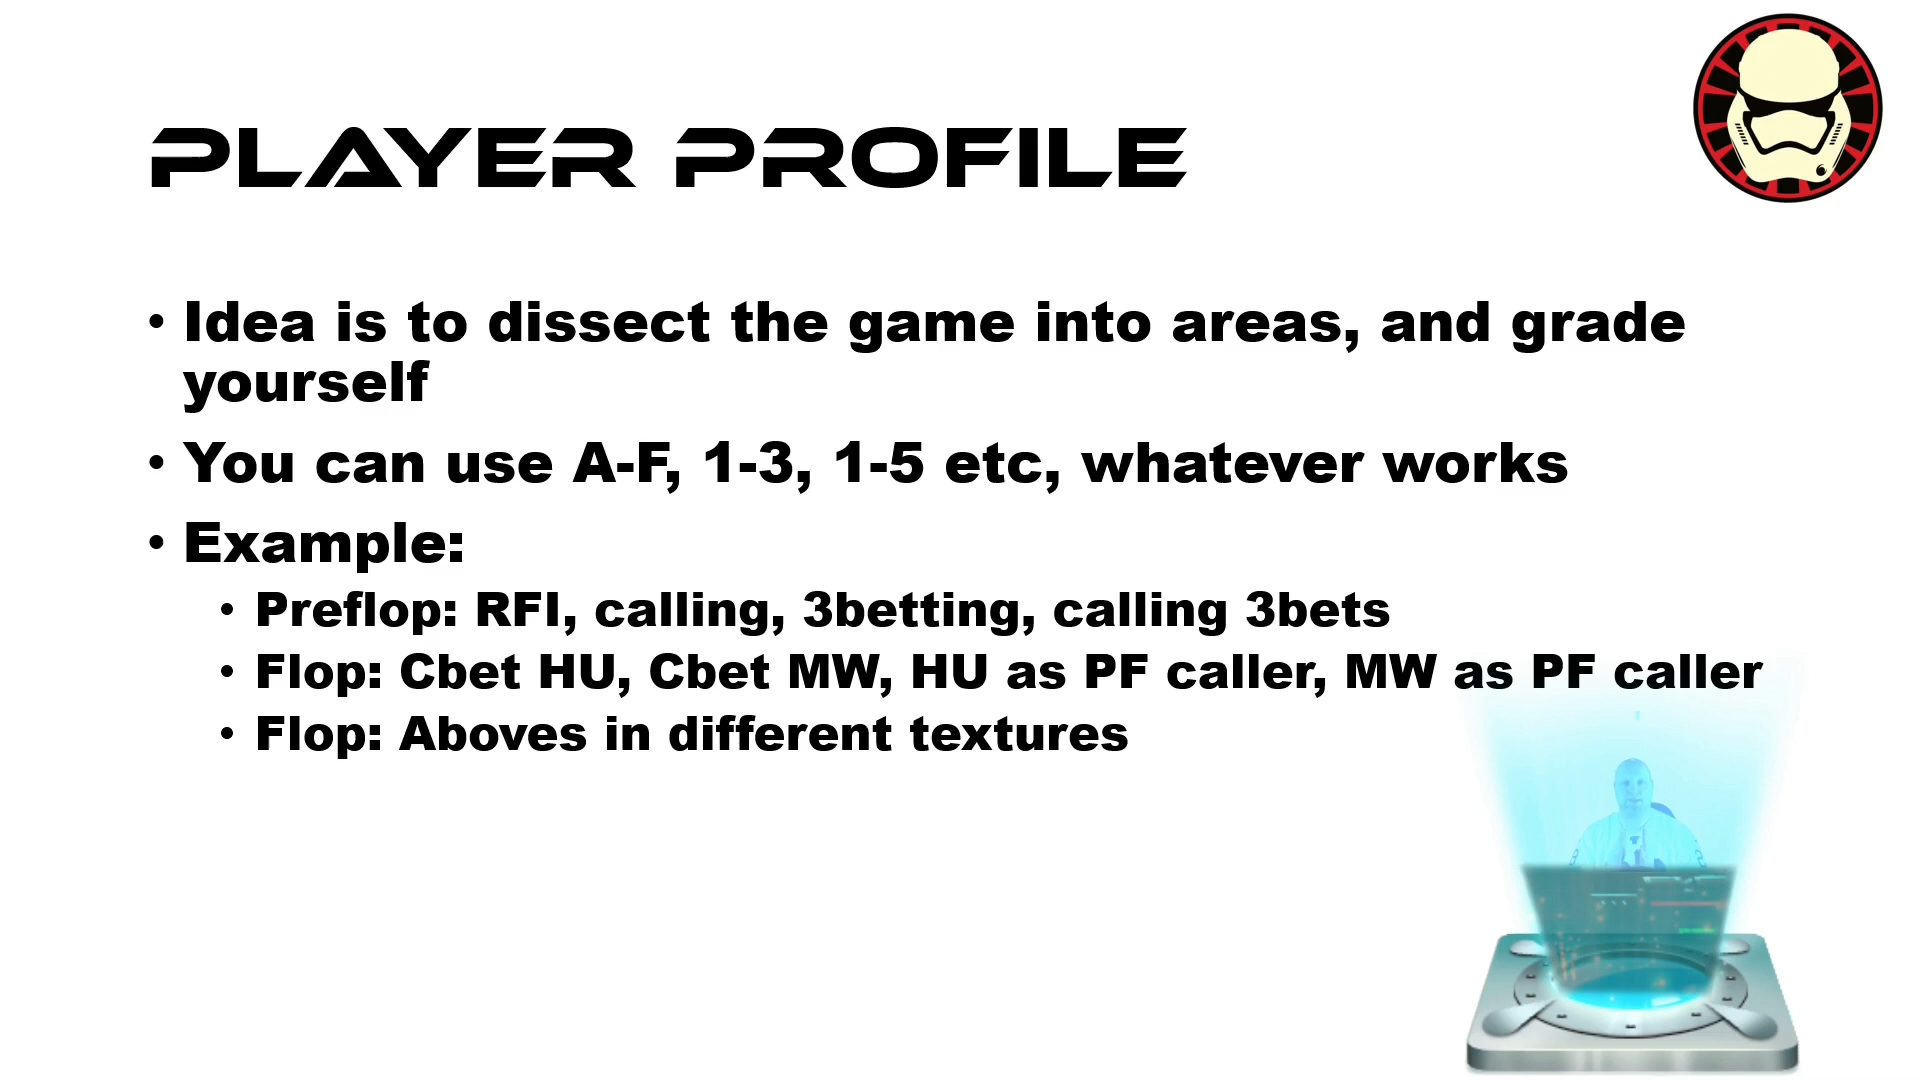 PLAYER PROFILE
• Idea is to dissect the game into areas, and grade
yourself
• You can use A-F, 1-3, 1-5 etc, whatever works
• Example:
• Preflop: RFI, calling, 3betting, calling 3bets
• Flop: Cbet HU, Cbet MW, HU as PF caller, MW as PF caller
• Flop: Aboves in different textures